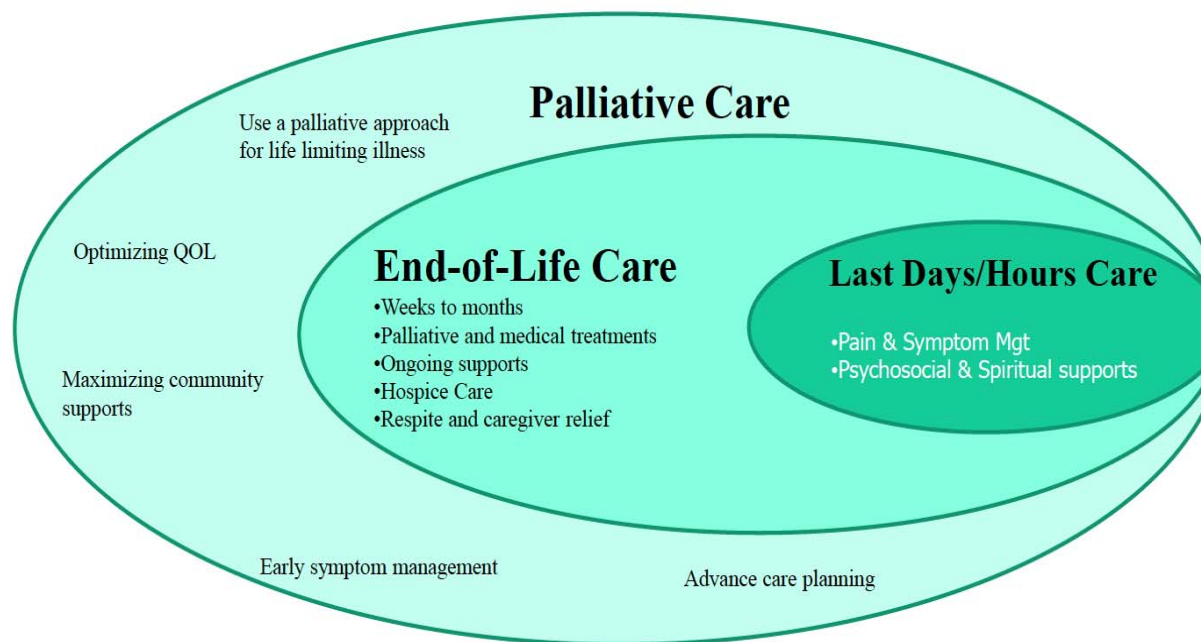 Palliative Care
Use a palliative approach
for life limiting illness
Optimizing QOL
Maximizing community
supports
Early symptom management
Advance care planning
End-of-Life Care
•Weeks to months
•Palliative and medical treatments
•Ongoing supports
•Hospice Care
•Respite and caregiver relief
Last Days/Hours Care
•Pain & Symptom Mgt
•Psychosocial & Spiritual supports